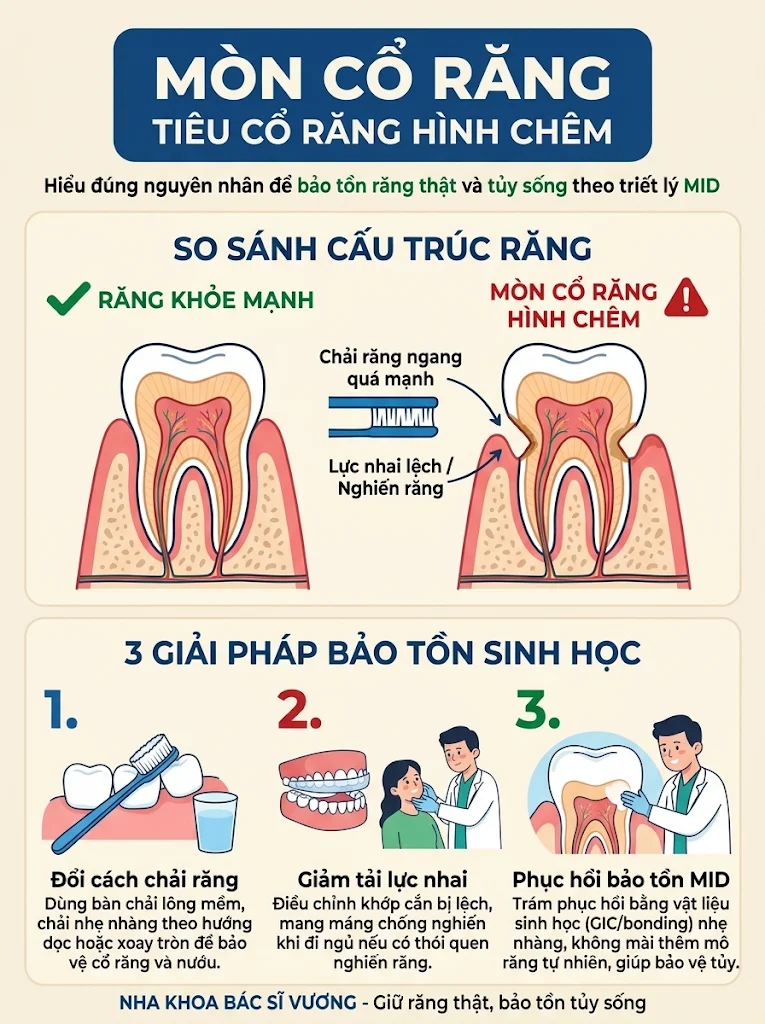 MÒN CỔ RĂNG
TIÊU CỔ RĂNG HÌNH CHÊM
Hiểu đúng nguyên nhân để bảo tồn răng thật và tủy sống theo triết lý MID
SO SÁNH CẤU TRÚC RĂNG
RĂNG KHỎE MẠNH
MÒN CỔ RĂNG
HÌNH CHÊM
Chải răng ngang
quá mạnh
Lực nhai lệch /
Nghiến răng
3 GIẢI PHÁP BẢO TỒN SINH HỌC
1.
Đổi cách chải răng
Dùng bàn chải lông mềm,
chải nhẹ nhàng theo hướng
dọc hoặc xoay tròn để bảo
vệ cổ răng và nướu.
2.
Giảm tải lực nhai
Điều chỉnh khớp cắn bị lệch,
mang máng chống nghiến
khi đi ngủ nếu có thói quen
nghiến răng.
3.
Phục hồi bảo tồn MID
Trám phục hồi bằng vật liệu
sinh học (GIC/bonding) nhẹ
nhàng, không mài thêm mô
răng tự nhiên, giúp bảo vệ tủy.
NHA KHOA BÁC SĨ VƯƠNG - Giữ răng thật, bảo tồn tủy sống